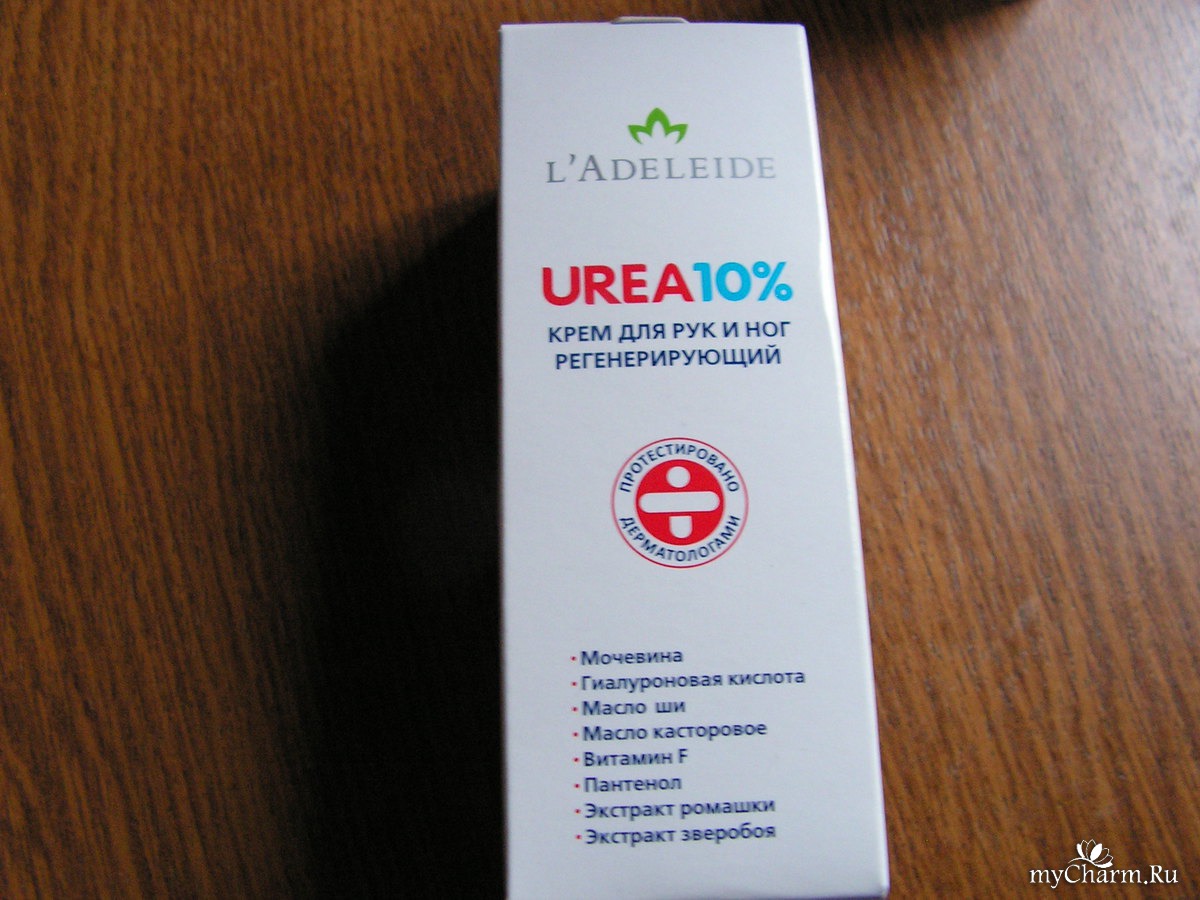 L'ADELEIDE
UREA10%
КРЕМ ДЛЯ РУК И НОГ
РЕГЕНЕРИРУЮЩИЙ
ПРОТЕСТИРОВАНО
ДЕРМАТОЛОГАМИ
• Мочевина
• Гиалуроновая кислота
• Масло ши
• Масло касторовое
• Витамин F
• Пантенол
• Экстракт ромашки
• Экстракт зверобоя
myCharm.Ru